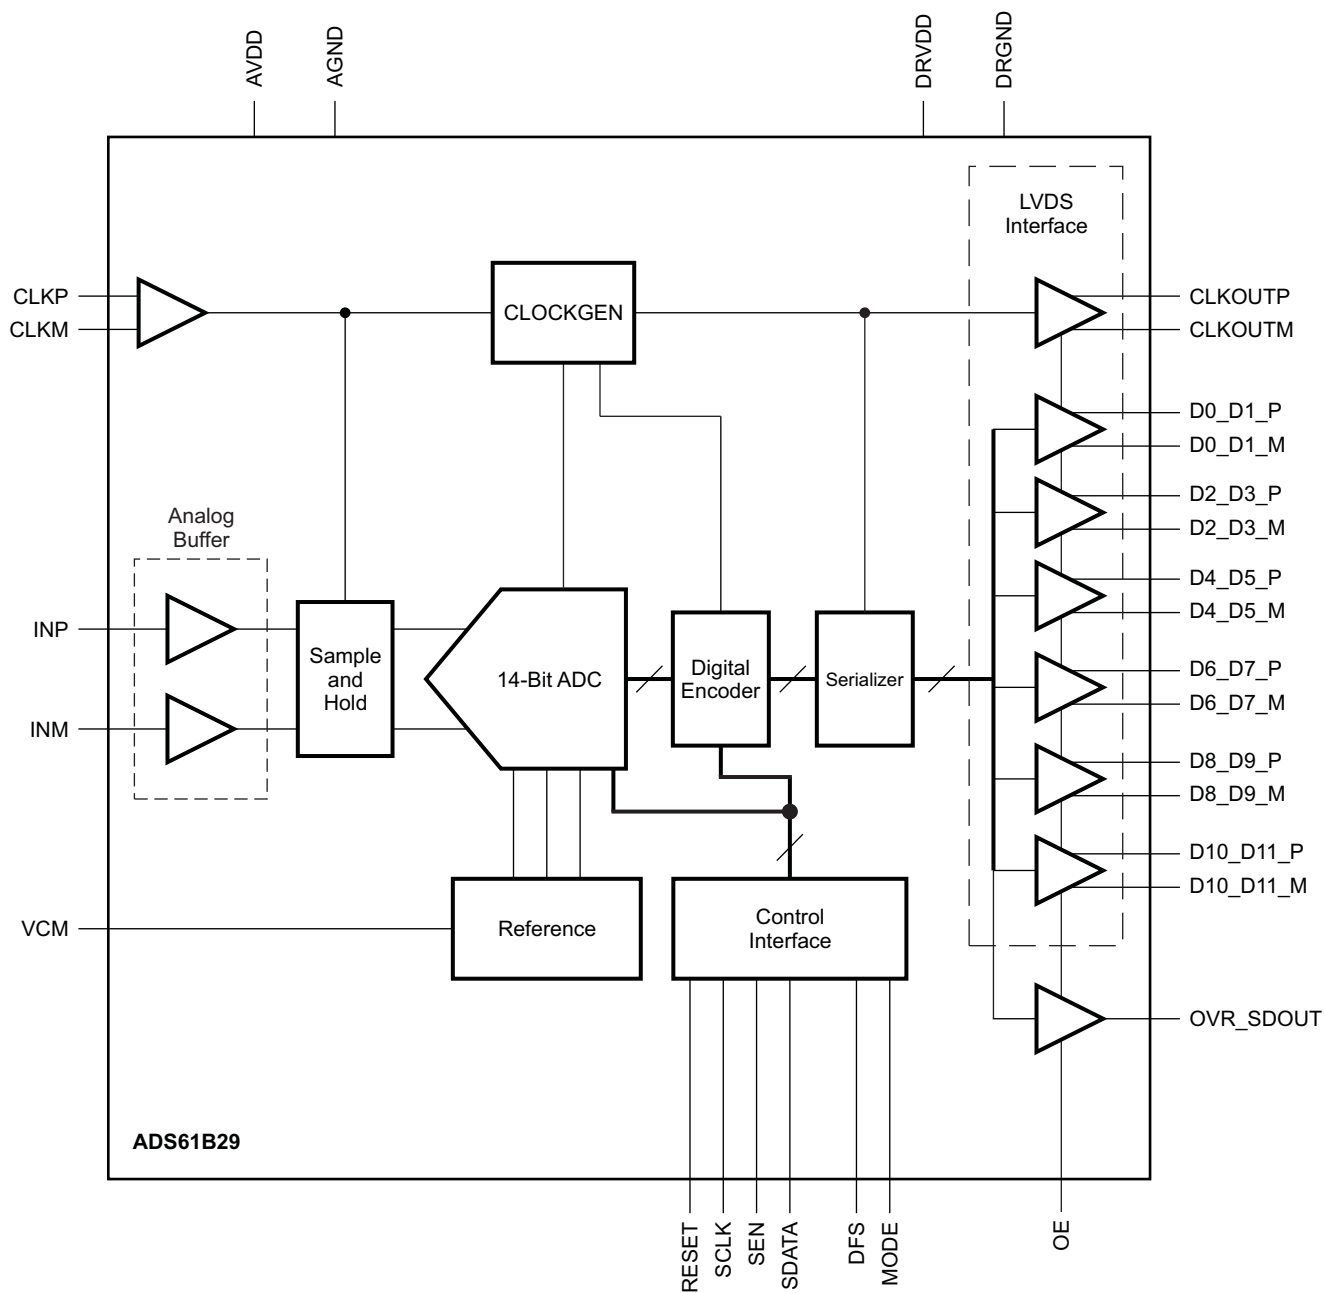 AVDD
AGND
DRVDD
DRGND
LVDS
Interface
CLKP
CLKM
CLOCKGEN
CLKOUTP
CLKOUTM
D0_D1_P
D0_D1_M
D2_D3_P
D2_D3_M
Analog
Buffer
D4_D5_P
D4_D5_M
INP
INM
Sample
and
Hold
14-Bit ADC
Digital
Encoder
Serializer
D6_D7_P
D6_D7_M
D8_D9_P
D8_D9_M
D10_D11_P
D10_D11_M
VCM
Reference
Control
Interface
OVR_SDOUT
ADS61B29
RESET
SCLK
SEN
SDATA
DFS
MODE
OE